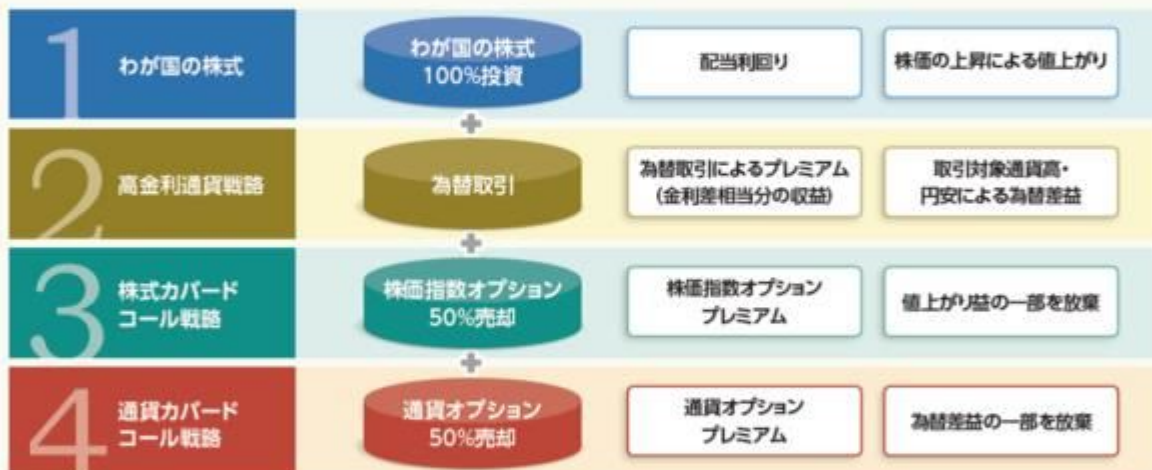 1
わが国の株式
わが国の株式
100%投資
配当利回り
株価の上昇による値上がり
+
2
高金利通貨戦略
為替取引
為替取引によるプレミアム
(金利差相当分の収益)
取引対象通貨高・
円安による為替差益
+
3
株式カバード
コール戦略
株価指数オプション
50%売却
株価指数オプション
プレミアム
値上がり益の一部を放棄
+
4
通貨カバード
コール戦略
通貨オプション
50%売却
通貨オプション
プレミアム
為替差益の一部を放棄